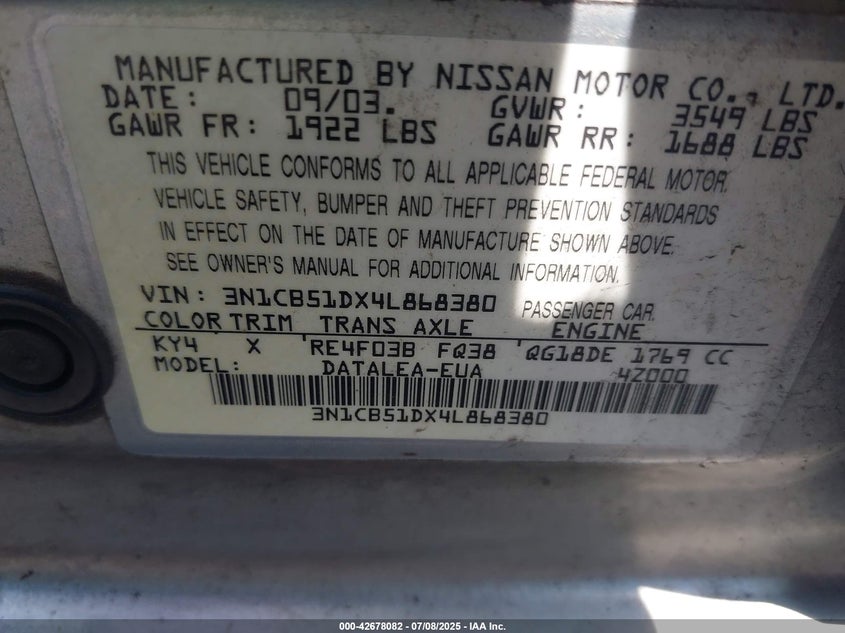 MANUFACTURED BY NISSAN MOTOR CO., LTD.
DATE: 09/03. GVWR: 3549 LBS
GAWR FR: 1922 LBS GAWR RR: 1688 LBS
THIS VEHICLE CONFORMS TO ALL APPLICABLE FEDERAL MOTOR
VEHICLE SAFETY, BUMPER AND THEFT PREVENTION STANDARDS
IN EFFECT ON THE DATE OF MANUFACTURE SHOWN ABOVE.
SEE OWNER'S MANUAL FOR ADDITIONAL INFORMATION.
VIN: 3N1CB51DX4L868380 PASSENGER CAR
COLOR TRIM TRANS AXLE ENGINE
KY4 X RE4F03B FQ38 QG18DE 1769 CC
MODEL: DATALEA-EUA 4Z000
3N1CB51DX4L868380
000-42678082 - 07/08/2025 - IAA Inc.